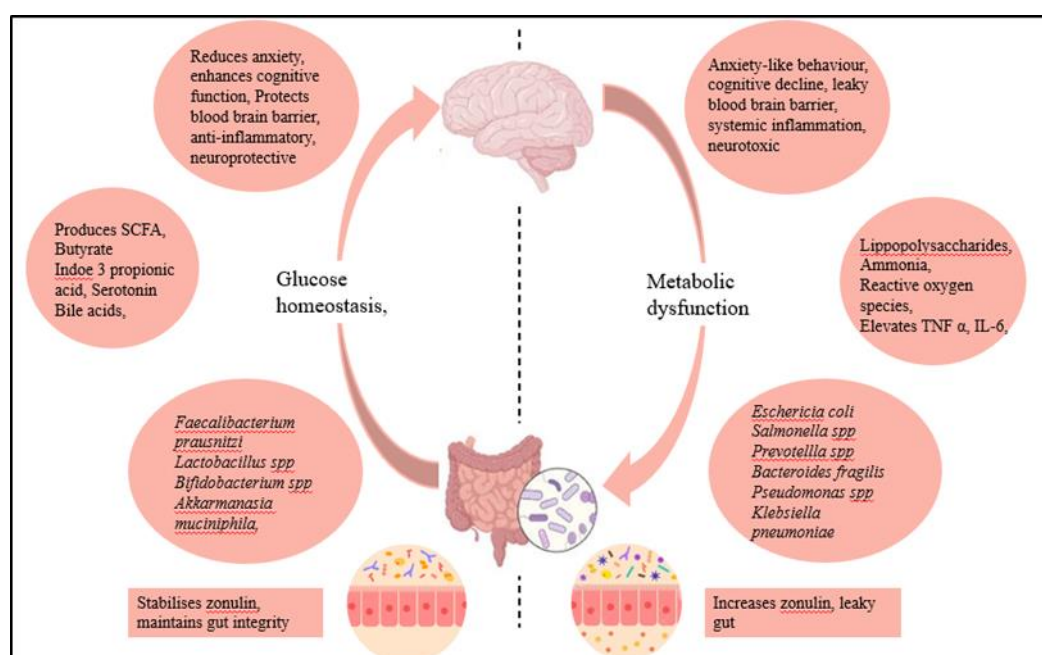 Reduces anxiety,
enhances cognitive
function, Protects
blood brain barrier,
anti-inflammatory,
neuroprotective
Anxiety-like behaviour,
cognitive decline, leaky
blood brain barrier,
systemic inflammation,
neurotoxic
Produces SCFA,
Butyrate
Indoe 3 propionic
acid, Serotonin
Bile acids,
Glucose
homeostasis,
Metabolic
dysfunction
Lippopolysaccharides,
Ammonia,
Reactive oxygen
species,
Elevates TNF α, IL-6,
Faecalibacterium
prausnitzi
Lactobacillus spp
Bifidobacterium spp
Akkarmanasia
muciniphila,
Eschericia coli
Salmonella spp
Prevotellla spp
Bacteroides fragilis
Pseudomonas spp
Klebsiella
pneumoniae
Stabilises zonulin,
maintains gut integrity
Increases zonulin, leaky
gut